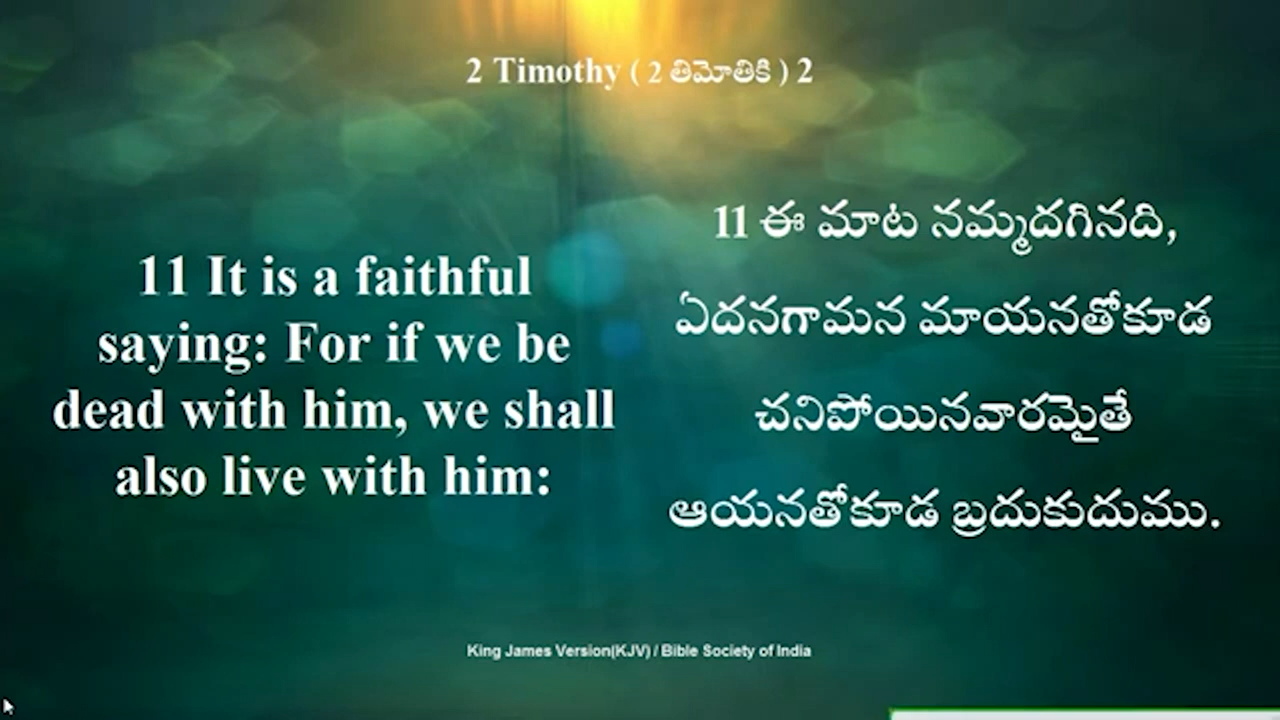 2 Timothy ( 2 తిమోతికి ) 2
11 It is a faithful
saying: For if we be
dead with him, we shall
also live with him:
11 ఈ మాట నమ్మదగినది,
ఏదనగామన మాయనతోకూడ
చనిపోయినవారమైతే
ఆయనతోకూడ బ్రదుకుదుము.
King James Version(KJV) / Bible Society of India